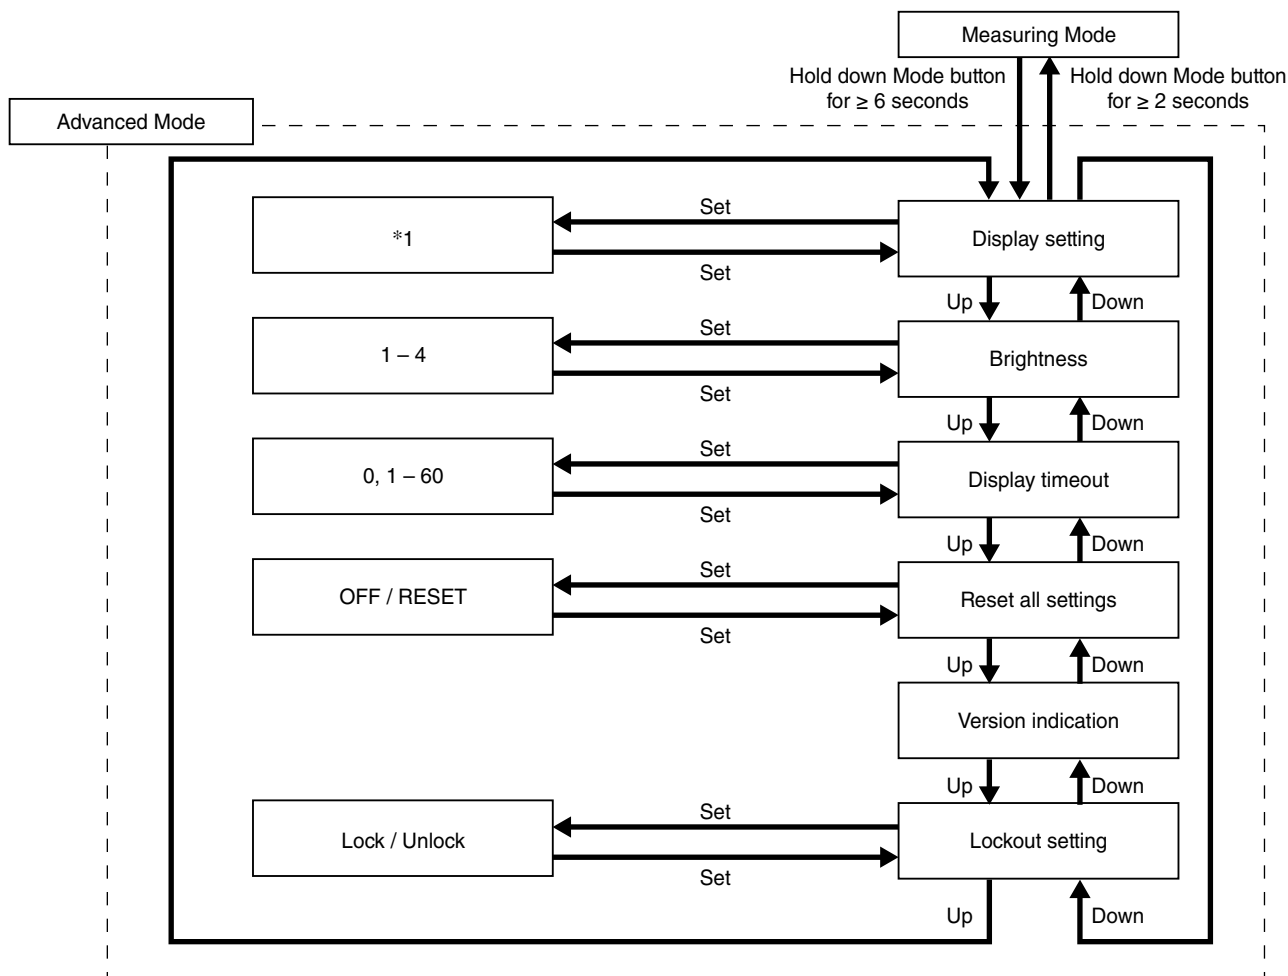 Measuring Mode
Hold down Mode button
for ≥ 6 seconds
Hold down Mode button
for ≥ 2 seconds
Advanced Mode
Set
*1
Display setting
Set
Up
Down
Set
1 – 4
Brightness
Set
Up
Down
Set
0, 1 – 60
Display timeout
Set
Up
Down
Set
OFF / RESET
Reset all settings
Set
Up
Down
Version indication
Up
Down
Set
Lock / Unlock
Lockout setting
Set
Up
Down